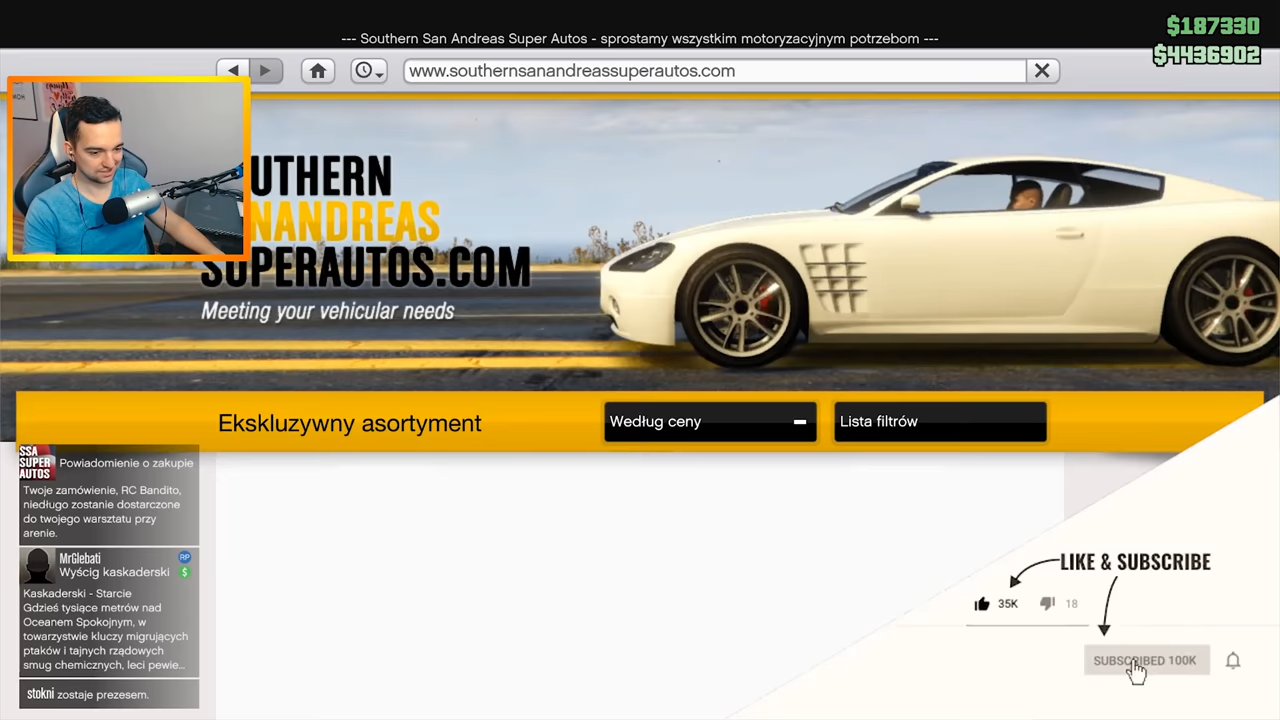 $187330
$4436902
--- Southern San Andreas Super Autos - sprostamy wszystkim motoryzacyjnym potrzebom ---
www.southernsanandreassuperautos.com
UTHERN
NANDREAS
SUPERAUTOS.COM
Meeting your vehicular needs
Ekskluzywny asortyment
Według ceny
Lista filtrów
SSA
SUPER
AUTOS
Powiadomienie o zakupie
Twoje zamówienie, RC Bandito,
niedługo zostanie dostarczone
do twojego warsztatu przy
arenie.
MrGlebati
RP
Wyścig kaskaderski
$
Kaskaderski - Starcie
Gdzieś tysiące metrów nad
Oceanem Spokojnym, w
towarzystwie kluczy migrujących
ptaków i tajnych rządowych
smug chemicznych, leci pewie...
stokni zostaje prezesem.
LIKE & SUBSCRIBE
35K
18
SUBSCRIBED 100K